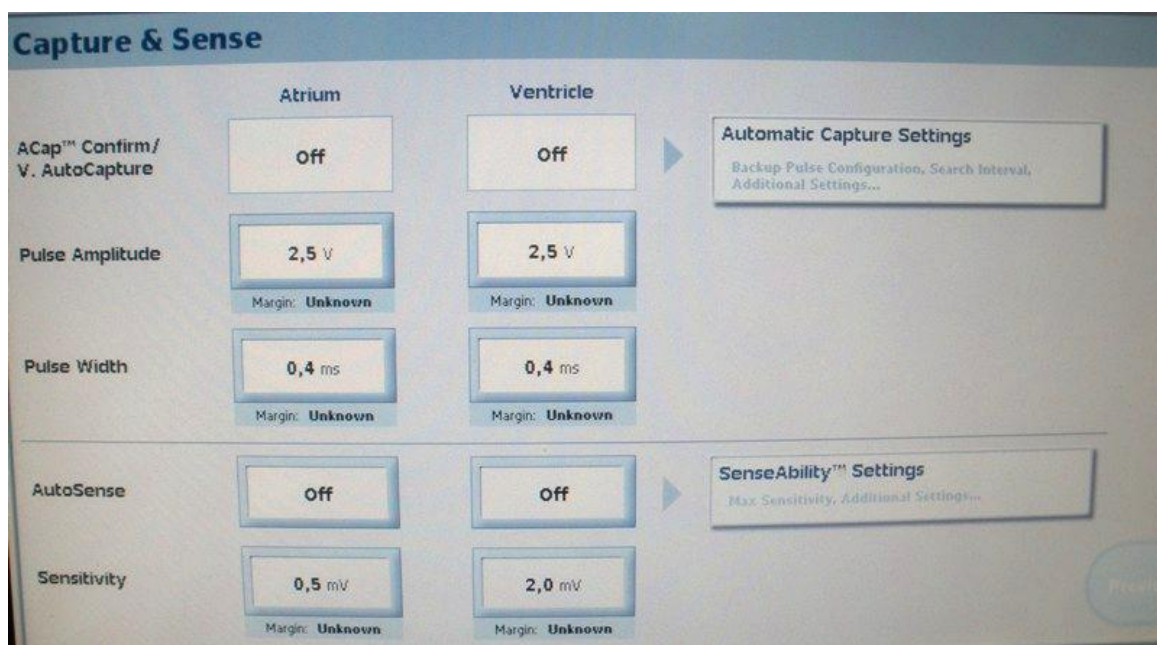 Capture & Sense
Atrium Ventricle
ACap™ Confirm/
V. AutoCapture
Off Off
Automatic Capture Settings
Backup Pulse Configuration, Search Interval,
Additional Settings...
Pulse Amplitude
2,5 V 2,5 V
Margin: Unknown Margin: Unknown
Pulse Width
0,4 ms 0,4 ms
Margin: Unknown Margin: Unknown
AutoSense
Off Off
SenseAbility™ Settings
Max Sensitivity, Additional Settings...
Sensitivity
0,5 mV 2,0 mV
Margin: Unknown Margin: Unknown